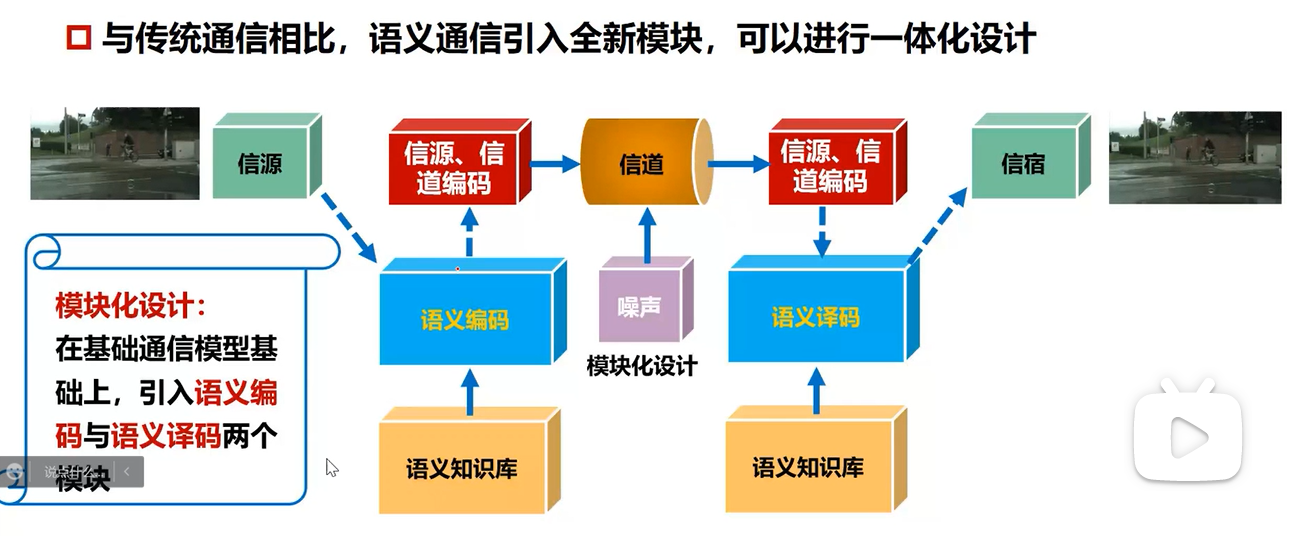 与传统通信相比，语义通信引入全新模块，可以进行一体化设计
信源
信源、信
道编码
信道
信源、信
道编码
信宿
语义编码
噪声
语义译码
模块化设计
语义知识库
语义知识库
模块化设计：
在基础通信模型基
础上，引入语义编
码与语义译码两个
模块